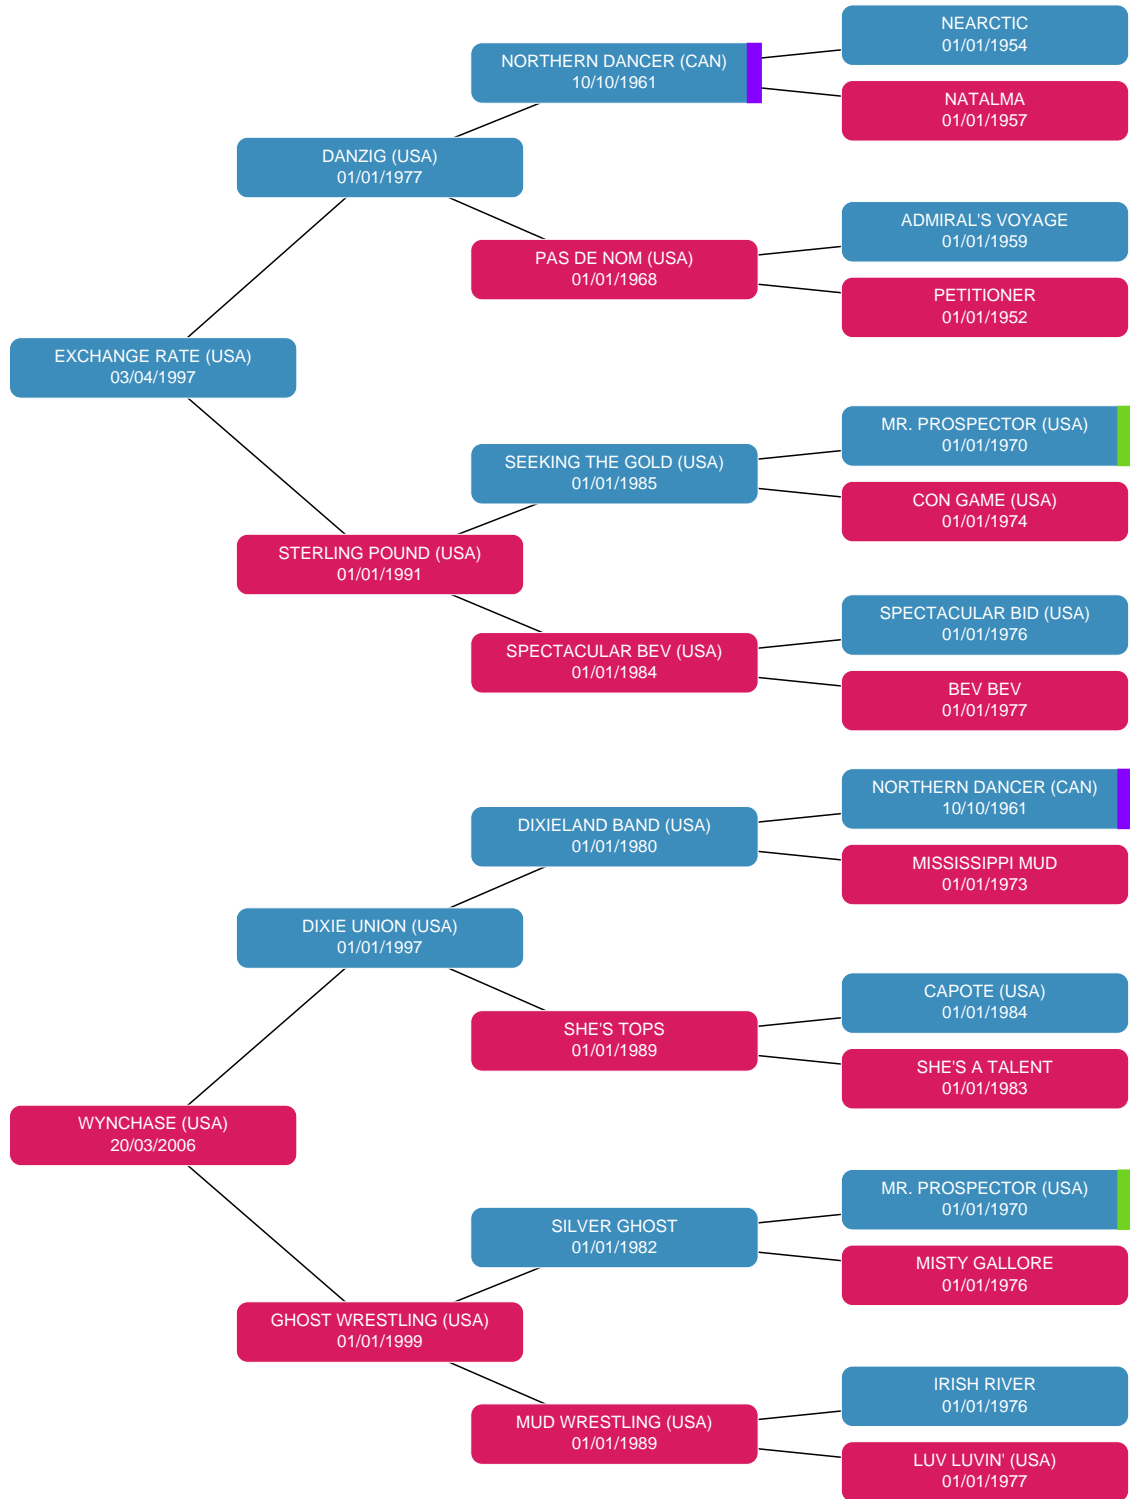 NEARCTIC
01/01/1954
NORTHERN DANCER (CAN)
10/10/1961
NATALMA
01/01/1957
DANZIG (USA)
01/01/1977
ADMIRAL'S VOYAGE
01/01/1959
PAS DE NOM (USA)
01/01/1968
PETITIONER
01/01/1952
EXCHANGE RATE (USA)
03/04/1997
MR. PROSPECTOR (USA)
01/01/1970
SEEKING THE GOLD (USA)
01/01/1985
CON GAME (USA)
01/01/1974
STERLING POUND (USA)
01/01/1991
SPECTACULAR BID (USA)
01/01/1976
SPECTACULAR BEV (USA)
01/01/1984
BEV BEV
01/01/1977
NORTHERN DANCER (CAN)
10/10/1961
DIXIELAND BAND (USA)
01/01/1980
MISSISSIPPI MUD
01/01/1973
DIXIE UNION (USA)
01/01/1997
CAPOTE (USA)
01/01/1984
SHE'S TOPS
01/01/1989
SHE'S A TALENT
01/01/1983
WYNCHASE (USA)
20/03/2006
MR. PROSPECTOR (USA)
01/01/1970
SILVER GHOST
01/01/1982
MISTY GALLORE
01/01/1976
GHOST WRESTLING (USA)
01/01/1999
IRISH RIVER
01/01/1976
MUD WRESTLING (USA)
01/01/1989
LUV LUVIN' (USA)
01/01/1977